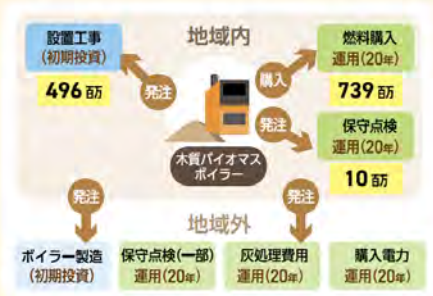 地域内
設置工事
(初期投資)
496百万
発注
購入
燃料購入
運用(20年)
739百万
発注
保守点検
運用(20年)
10百万
木質バイオマス
ボイラー
発注
発注
地域外
ボイラー製造
(初期投資)
保守点検(一部)
運用(20年)
灰処理費用
運用(20年)
購入電力
運用(20年)